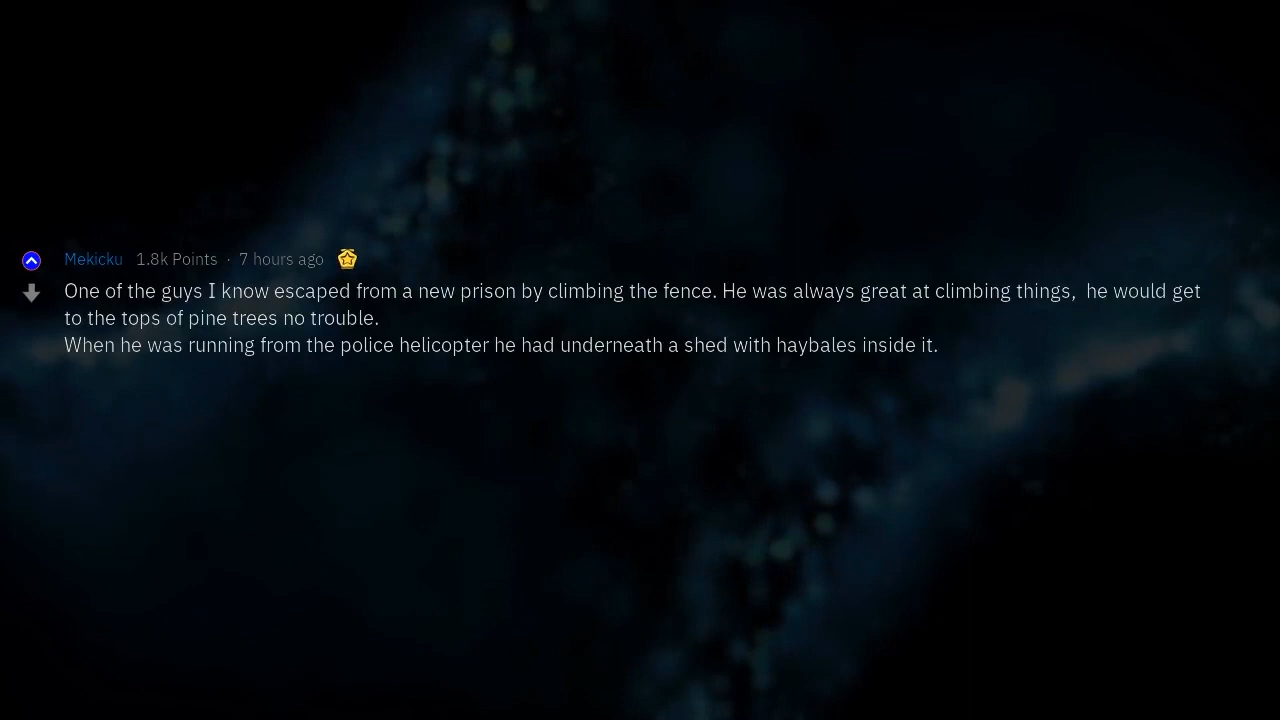 Mekicku 1.8k Points · 7 hours ago
One of the guys I know escaped from a new prison by climbing the fence. He was always great at climbing things,  he would get
to the tops of pine trees no trouble.
When he was running from the police helicopter he had underneath a shed with haybales inside it.